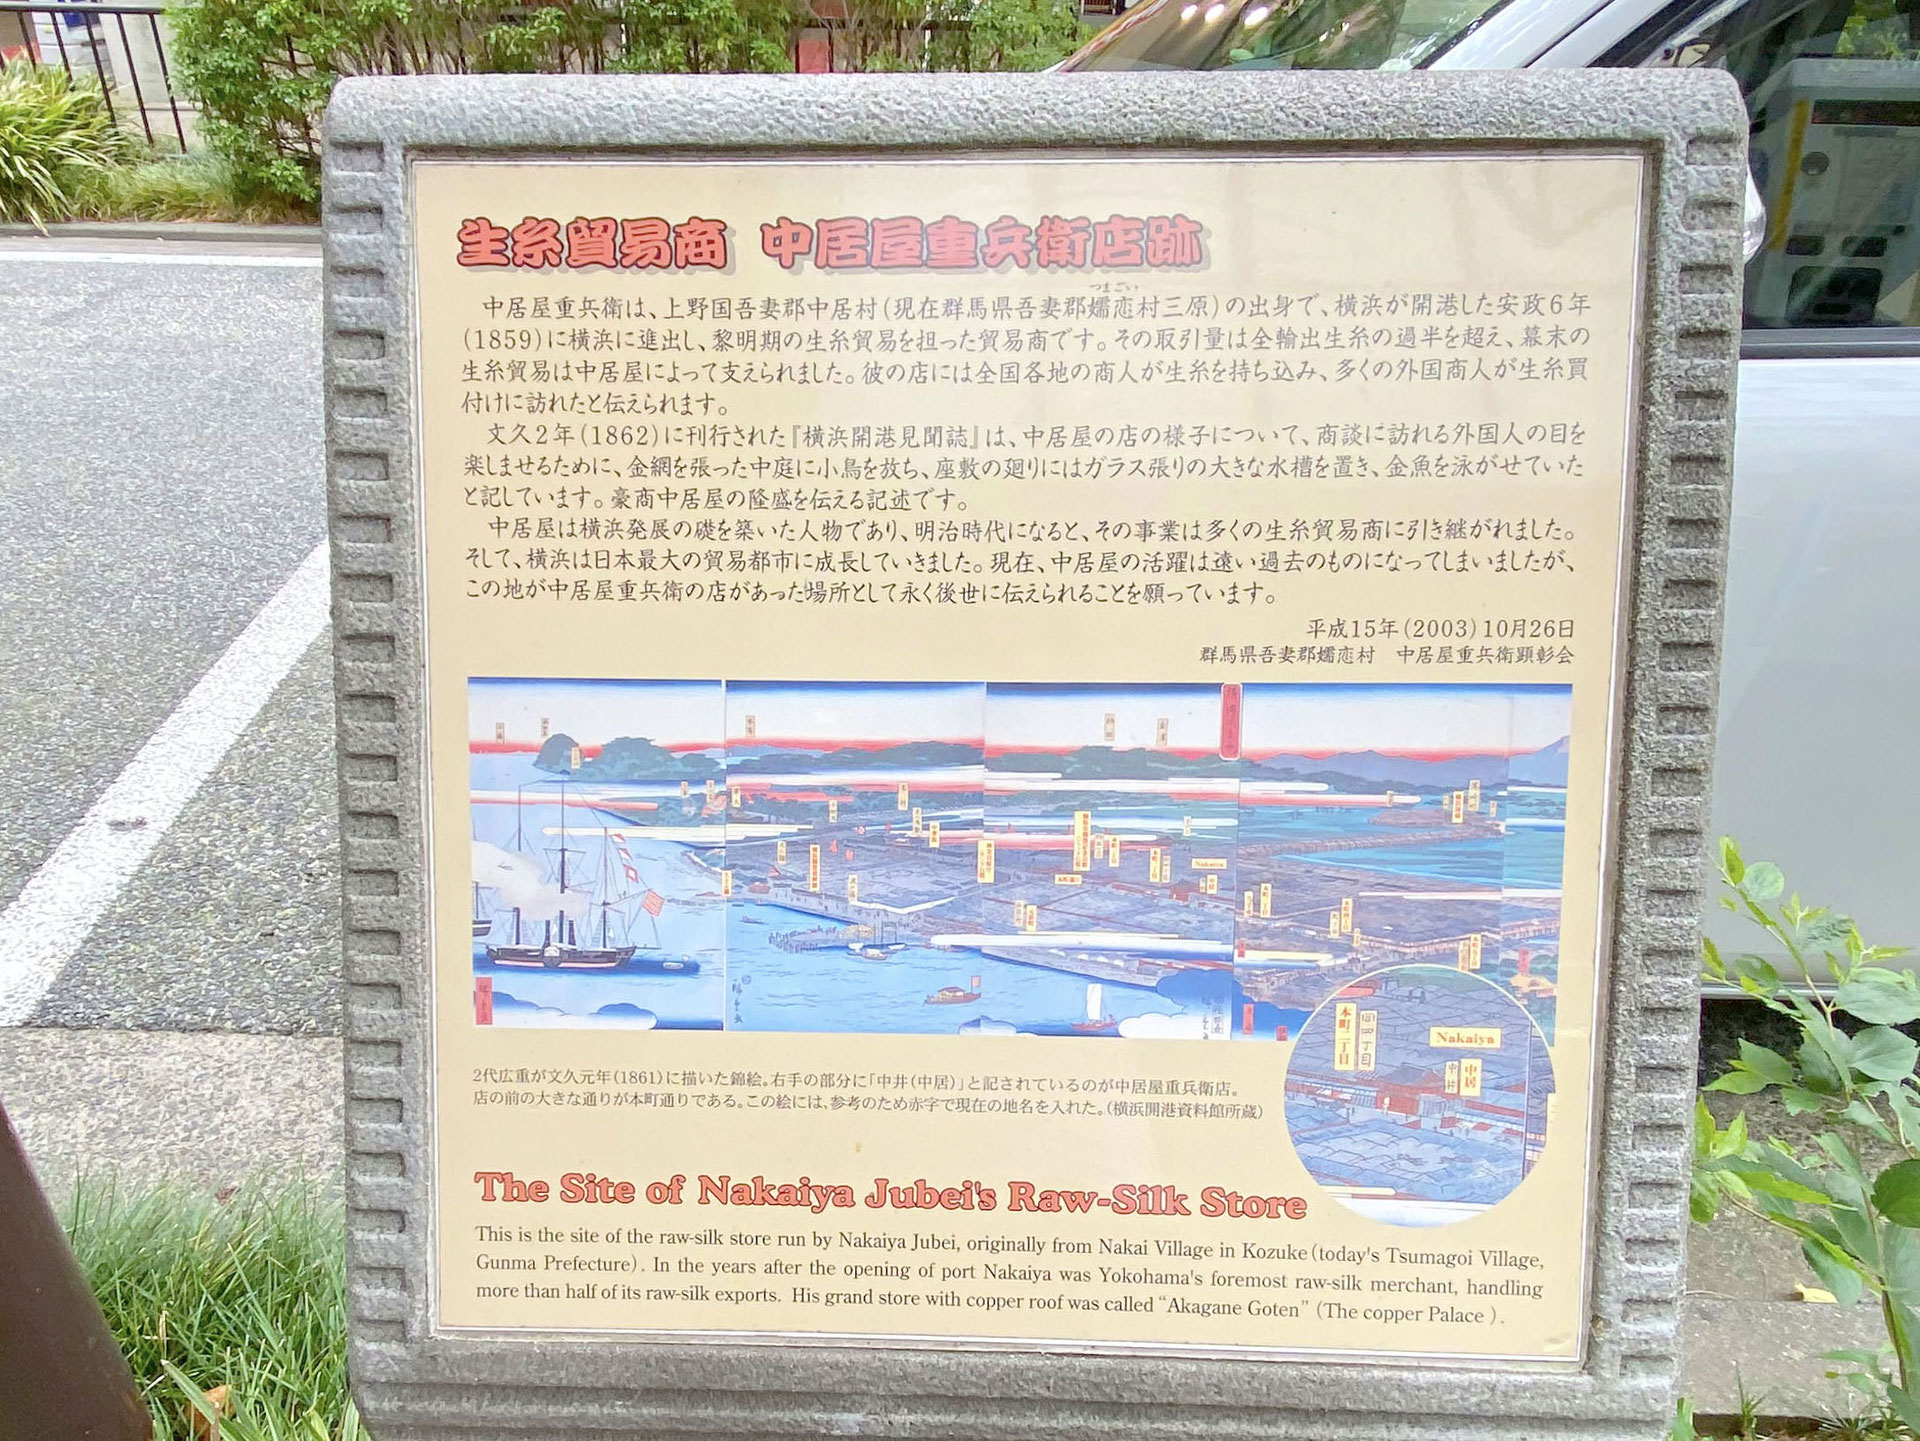 生糸貿易商 中居屋重兵衛店跡
つまごい
中居屋重兵衛は、上野国吾妻郡中居村(現在群馬県吾妻郡嬬恋村三原)の出身で、横浜が開港した安政6年
(1859)に横浜に進出し、黎明期の生糸貿易を担った貿易商です。その取引量は全輸出生糸の過半を超え、幕末の
生糸貿易は中居屋によって支えられました。彼の店には全国各地の商人が生糸を持ち込み、多くの外国商人が生糸買
付けに訪れたと伝えられます。
文久2年(1862)に刊行された『横浜開港見聞誌』は、中居屋の店の様子について、商談に訪れる外国人の目を
楽しませるために、金網を張った中庭に小鳥を放ち、座敷の廻りにはガラス張りの大きな水槽を置き、金魚を泳がせていた
と記しています。豪商中居屋の隆盛を伝える記述です。
中居屋は横浜発展の礎を築いた人物であり、明治時代になると、その事業は多くの生糸貿易商に引き継がれました。
そして、横浜は日本最大の貿易都市に成長していきました。現在、中居屋の活躍は遠い過去のものになってしまいましたが、
この地が中居屋重兵衛の店があった場所として永く後世に伝えられることを願っています。
平成15年(2003)10月26日
群馬県吾妻郡嬬恋村 中居屋重兵衛顕彰会
Nakaiya
本町二丁目
四丁目
Nakaiya
中居
2代広重が文久元年(1861)に描いた錦絵。右手の部分に「中井(中居)」と記されているのが中居屋重兵衛店。
店の前の大きな通りが本町通りである。この絵には、参考のため赤字で現在の地名を入れた。(横浜開港資料館所蔵)
The Site of Nakaiya Jubei's Raw-Silk Store
This is the site of the raw-silk store run by Nakaiya Jubei, originally from Nakai Village in Kozuke(today's Tsumagoi Village,
Gunma Prefecture). In the years after the opening of port Nakaiya was Yokohama's foremost raw-silk merchant, handling
more than half of its raw-silk exports. His grand store with copper roof was called "Akagane Goten" (The copper Palace ).